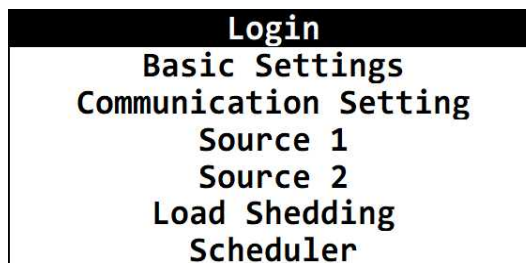 Login
Basic Settings
Communication Setting
Source 1
Source 2
Load Shedding
Scheduler